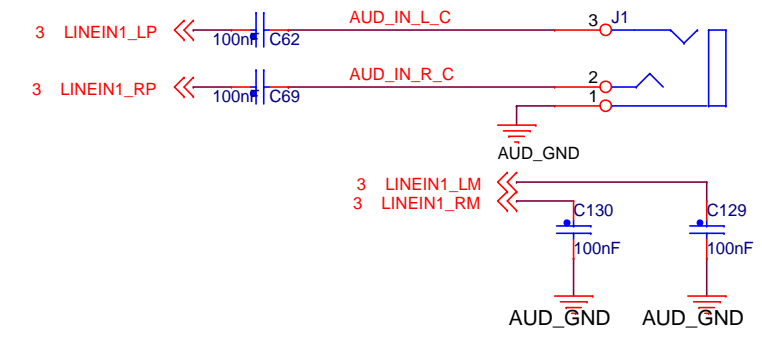 AUD_IN_L_C 3 J1
3 LINEIN1_LP 100nF C62
AUD_IN_R_C 2
3 LINEIN1_RP 100nF C69 1
AUD_GND
3 LINEIN1_LM
3 LINEIN1_RM
C130 C129
100nF 100nF
AUD_GND AUD_GND